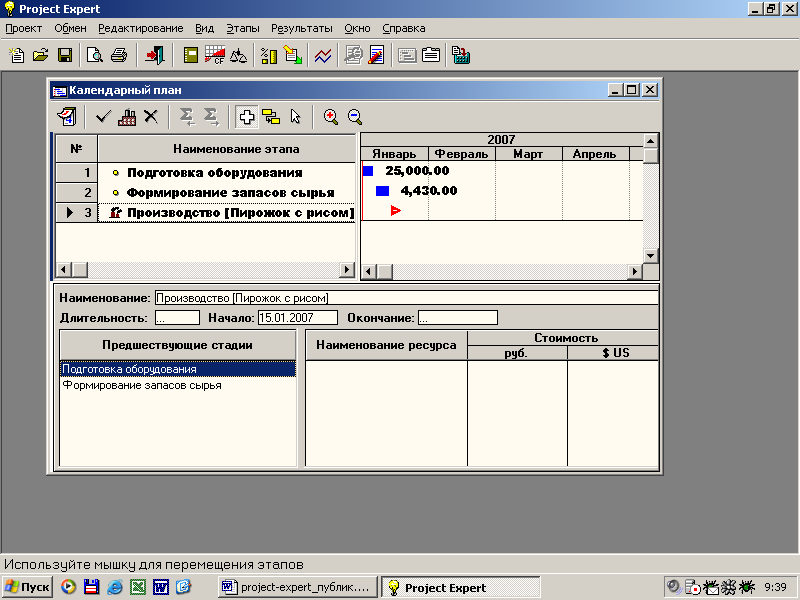 Project Expert
Проект Обмен Редактирование Вид Этапы Результаты Окно Справка
CF
Календарный план
№ Наименование этапа
2007
Январь Февраль Март Апрель
1 Подготовка оборудования 25,000.00
2 Формирование запасов сырья 4,430.00
3 Производство [Пирожок с рисом]
Наименование: Производство [Пирожок с рисом]
Длительность: ... Начало: 15.01.2007 Окончание: ...
Предшествующие стадии
Наименование ресурса
Стоимость
руб. $ US
Подготовка оборудования
Формирование запасов сырья
Используйте мышку для перемещения этапов
Пуск project-expert_публик.... Project Expert 9:39